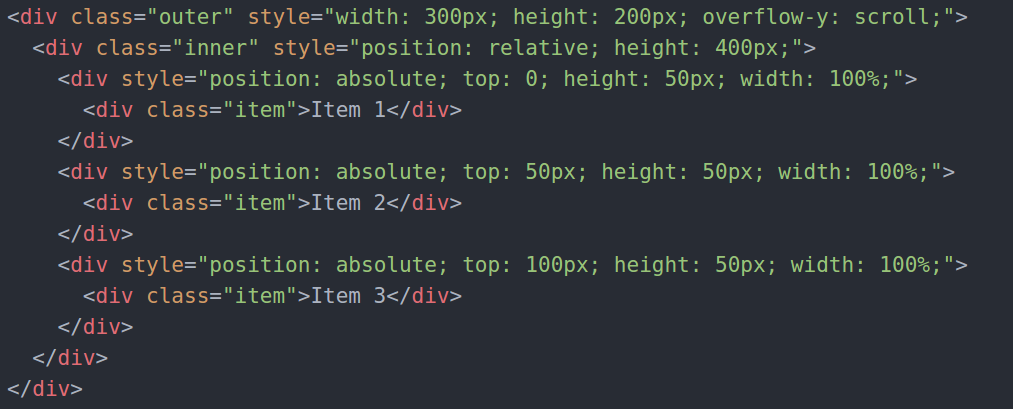 <div class="outer" style="width: 300px; height: 200px; overflow-y: scroll;">
  <div class="inner" style="position: relative; height: 400px;">
    <div style="position: absolute; top: 0; height: 50px; width: 100%;">
      <div class="item">Item 1</div>
    </div>
    <div style="position: absolute; top: 50px; height: 50px; width: 100%;">
      <div class="item">Item 2</div>
    </div>
    <div style="position: absolute; top: 100px; height: 50px; width: 100%;">
      <div class="item">Item 3</div>
    </div>
  </div>
</div>